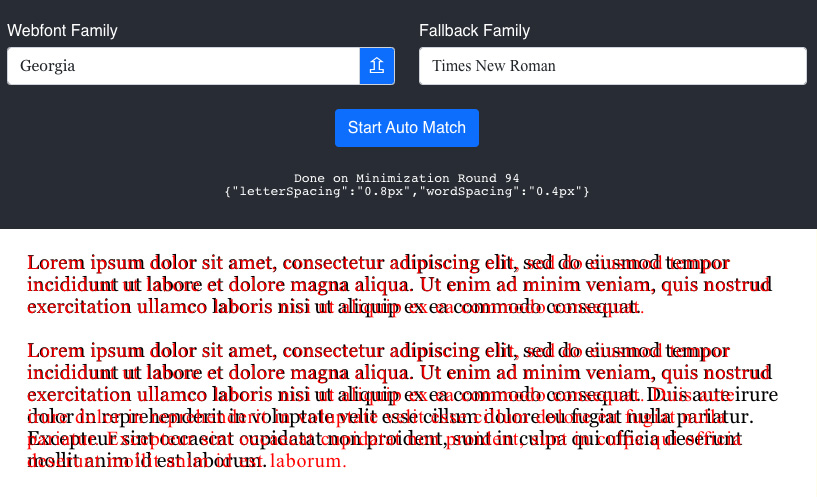 Webfont Family
Fallback Family
Georgia
Times New Roman
Start Auto Match
Done on Minimization Round 94
{"letterSpacing":"0.8px","wordSpacing":"0.4px"}
Lorem ipsum dolor sit amet, consectetur adipiscing elit, sed do eiusmod tempor
incididunt ut labore et dolore magna aliqua. Ut enim ad minim veniam, quis nostrud
exercitation ullamco laboris nisi ut aliquip ex ea commodo consequat.
Lorem ipsum dolor sit amet, consectetur adipiscing elit, sed do eiusmod tempor
incididunt ut labore et dolore magna aliqua. Ut enim ad minim veniam, quis nostrud
exercitation ullamco laboris nisi ut aliquip ex ea commodo consequat. Duis aute irure
dolor in reprehenderit in voluptate velit esse cillum dolore eu fugiat nulla pariatur.
Excepteur sint occaecat cupidatat non proident, sunt in culpa qui officia deserunt
mollit anim id est laborum.